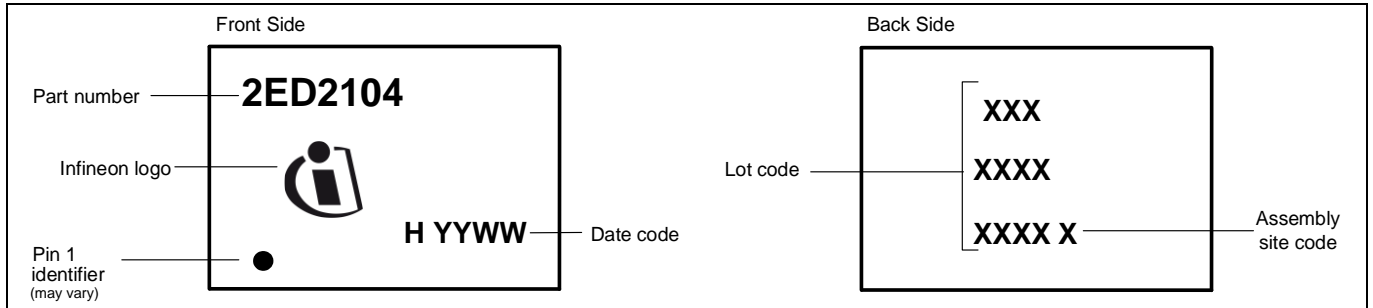 Front Side
Part number
2ED2104
Infineon logo
H YYWW
Date code
Pin 1
identifier
(may vary)
Back Side
Lot code
XXX
XXXX
XXXX X
Assembly
site code